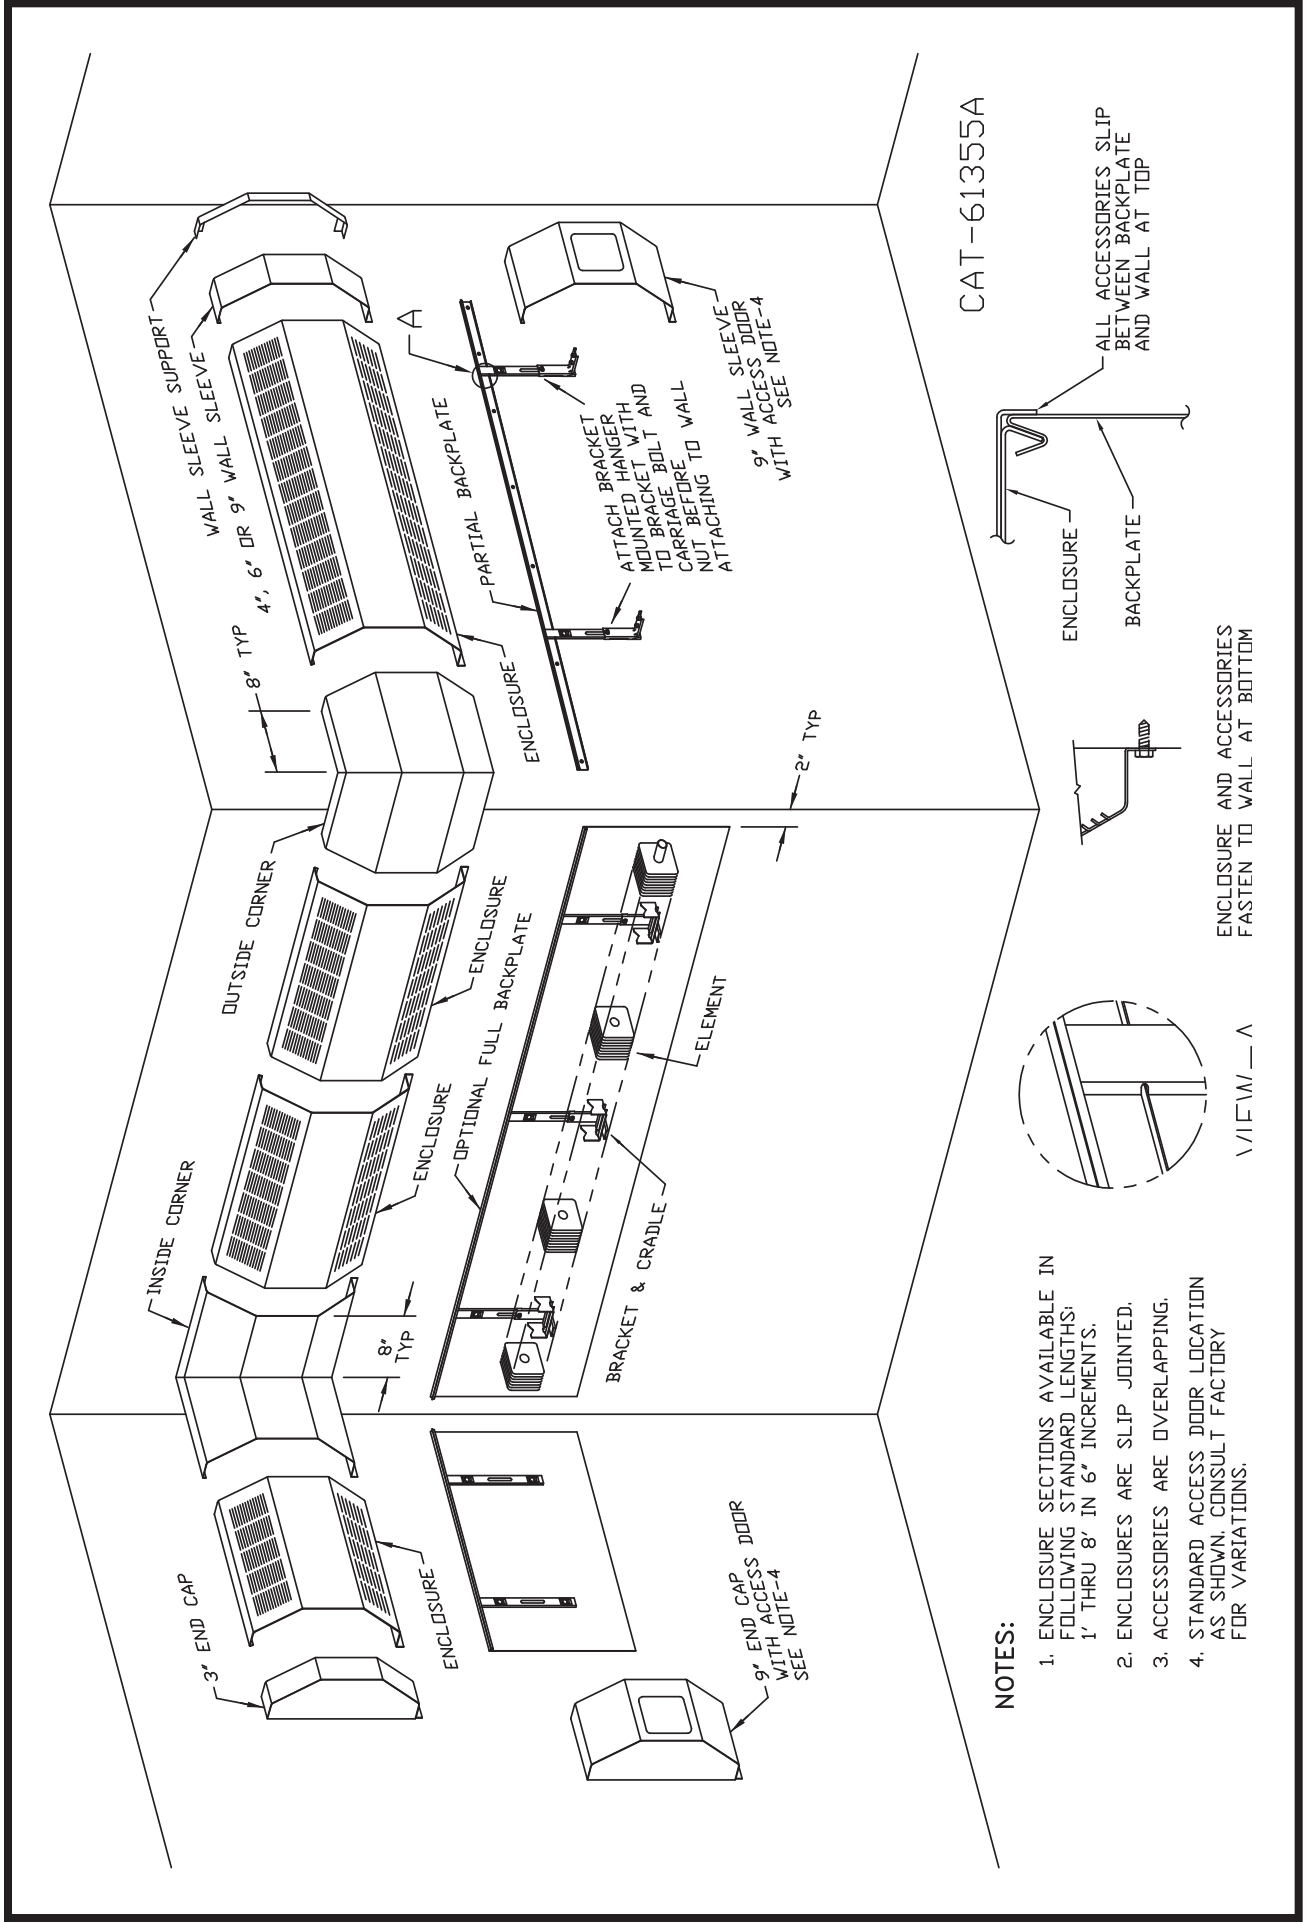 3" END CAP
ENCLOSURE
INSIDE CORNER
8"
TYP
ENCLOSURE
OPTIONAL FULL BACKPLATE
ENCLOSURE
OUTSIDE CORNER
8" TYP
4", 6" OR 9" WALL SLEEVE
WALL SLEEVE
WALL SLEEVE SUPPORT
ENCLOSURE
PARTIAL BACKPLATE
A
ATTACH BRACKET
MOUNTED HANGER
TO BRACKET WITH
CARRIAGE BOLT AND
NUT BEFORE
ATTACHING TO WALL
9" WALL SLEEVE
WITH ACCESS DOOR
SEE NOTE-4
2" TYP
ELEMENT
BRACKET & CRADLE
9" END CAP
WITH ACCESS DOOR
SEE NOTE-4
CAT-61355A
NOTES:
1. ENCLOSURE SECTIONS AVAILABLE IN
FOLLOWING STANDARD LENGTHS:
1' THRU 8' IN 6" INCREMENTS.
2. ENCLOSURES ARE SLIP JOINTED.
3. ACCESSORIES ARE OVERLAPPING.
4. STANDARD ACCESS DOOR LOCATION
AS SHOWN. CONSULT FACTORY
FOR VARIATIONS.
VIEW A
ENCLOSURE AND ACCESSORIES
FASTEN TO WALL AT BOTTOM
ENCLOSURE
BACKPLATE
ALL ACCESSORIES SLIP
BETWEEN BACKPLATE
AND WALL AT TOP